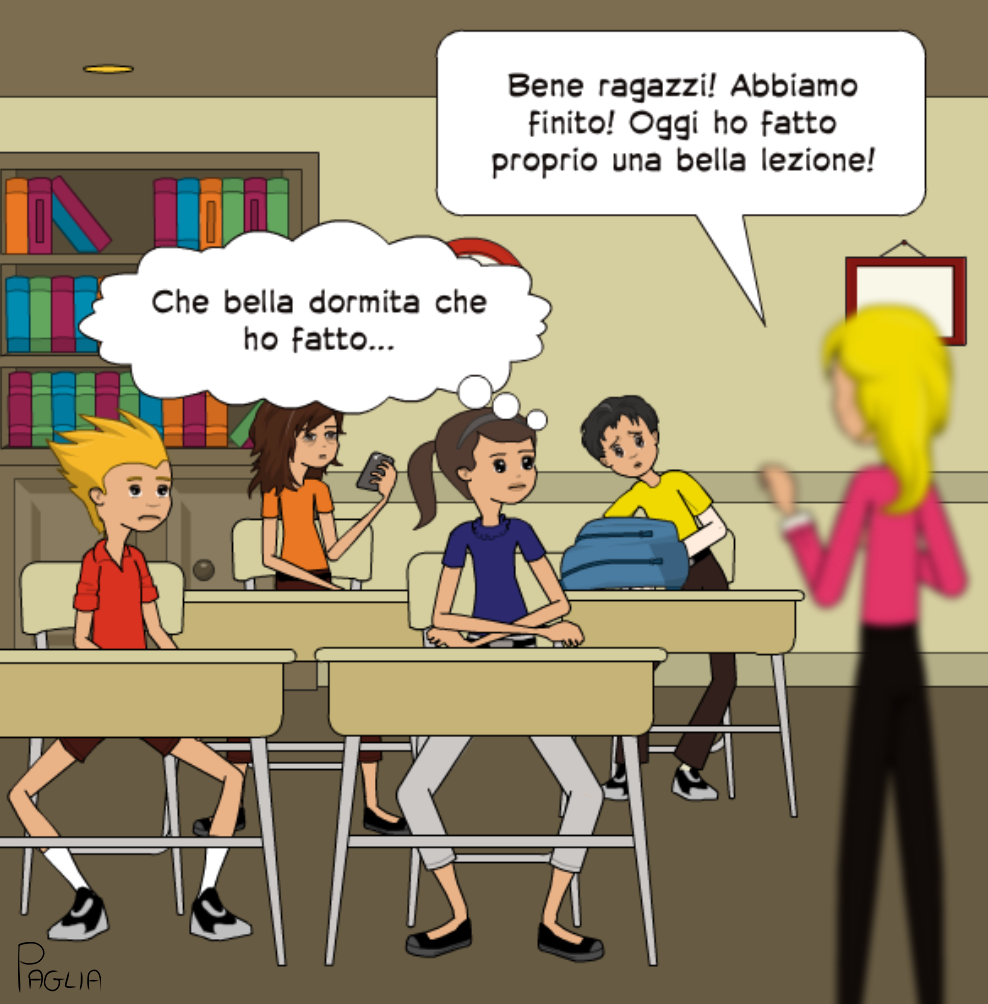 Bene ragazzi! Abbiamo
finito! Oggi ho fatto
proprio una bella lezione!
Che bella dormita che
ho fatto...
PAGLIA